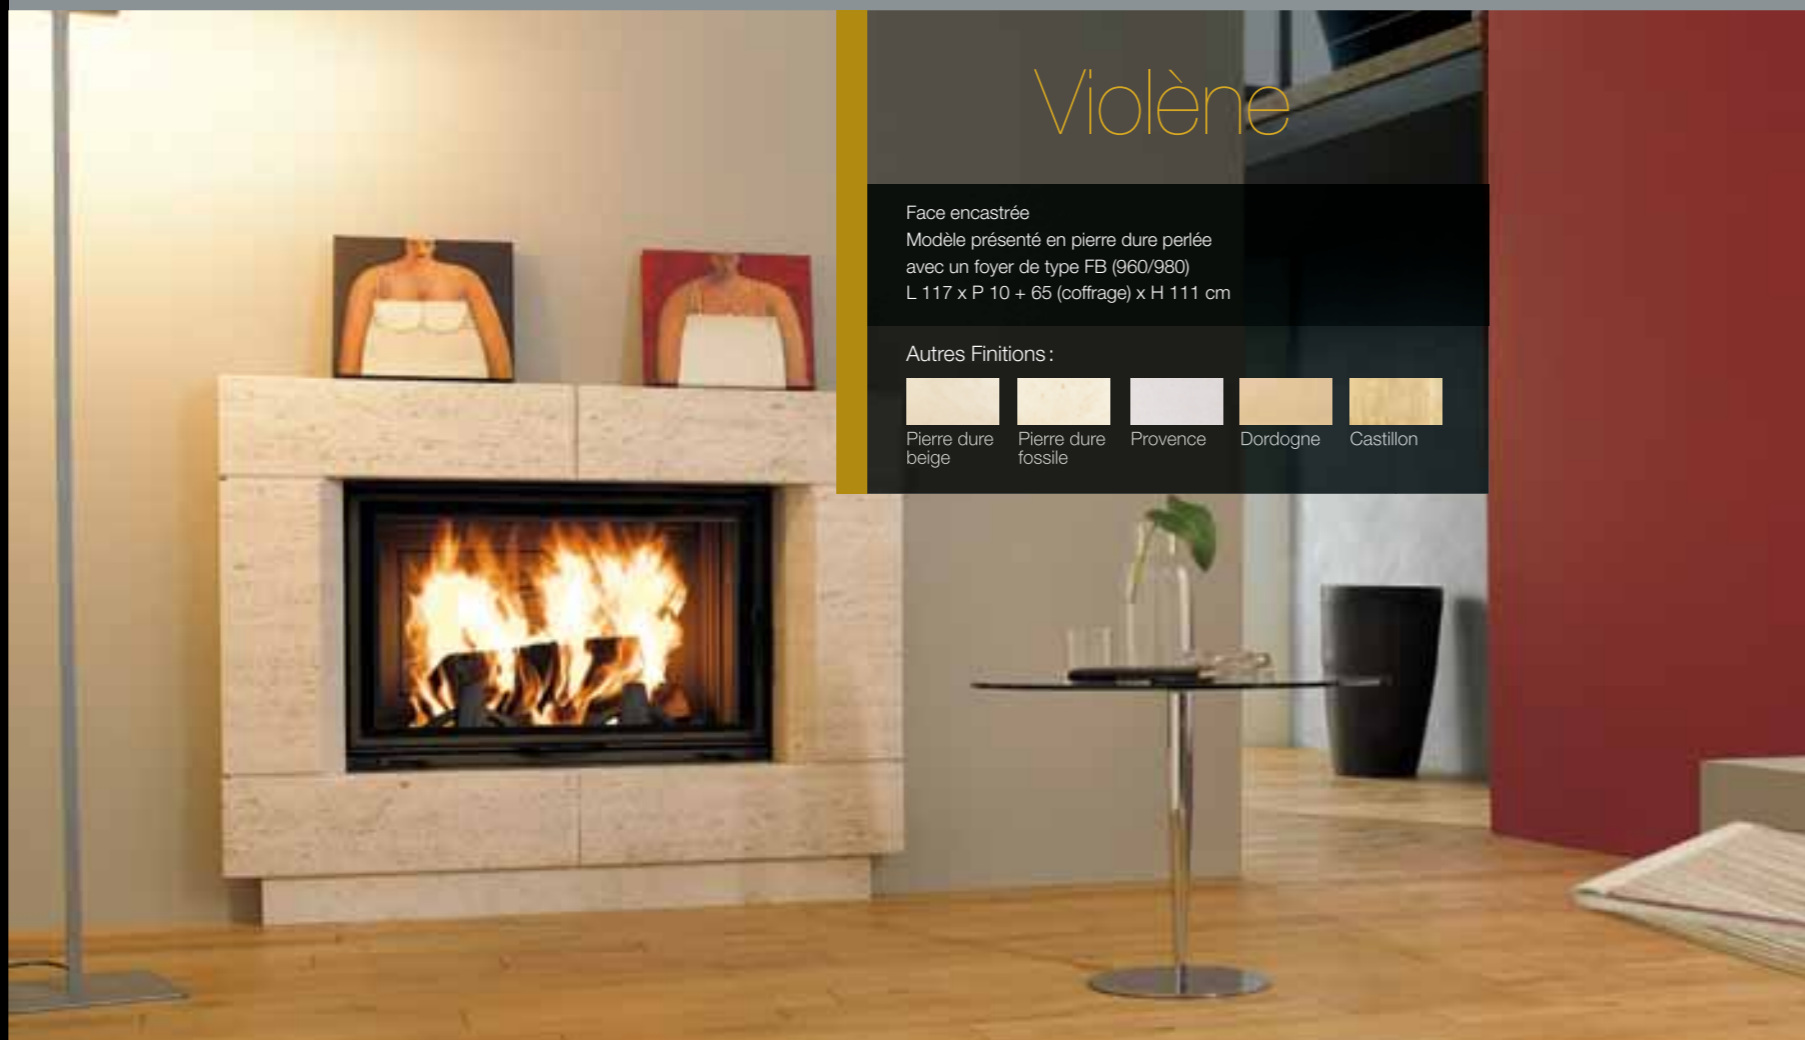 Violène
Face encastrée
Modèle présenté en pierre dure perlée
avec un foyer de type FB (960/980)
L 117 x P 10 + 65 (coffrage) x H 111 cm
Autres Finitions :
Pierre dure
beige
Pierre dure
fossile
Provence
Dordogne
Castillon